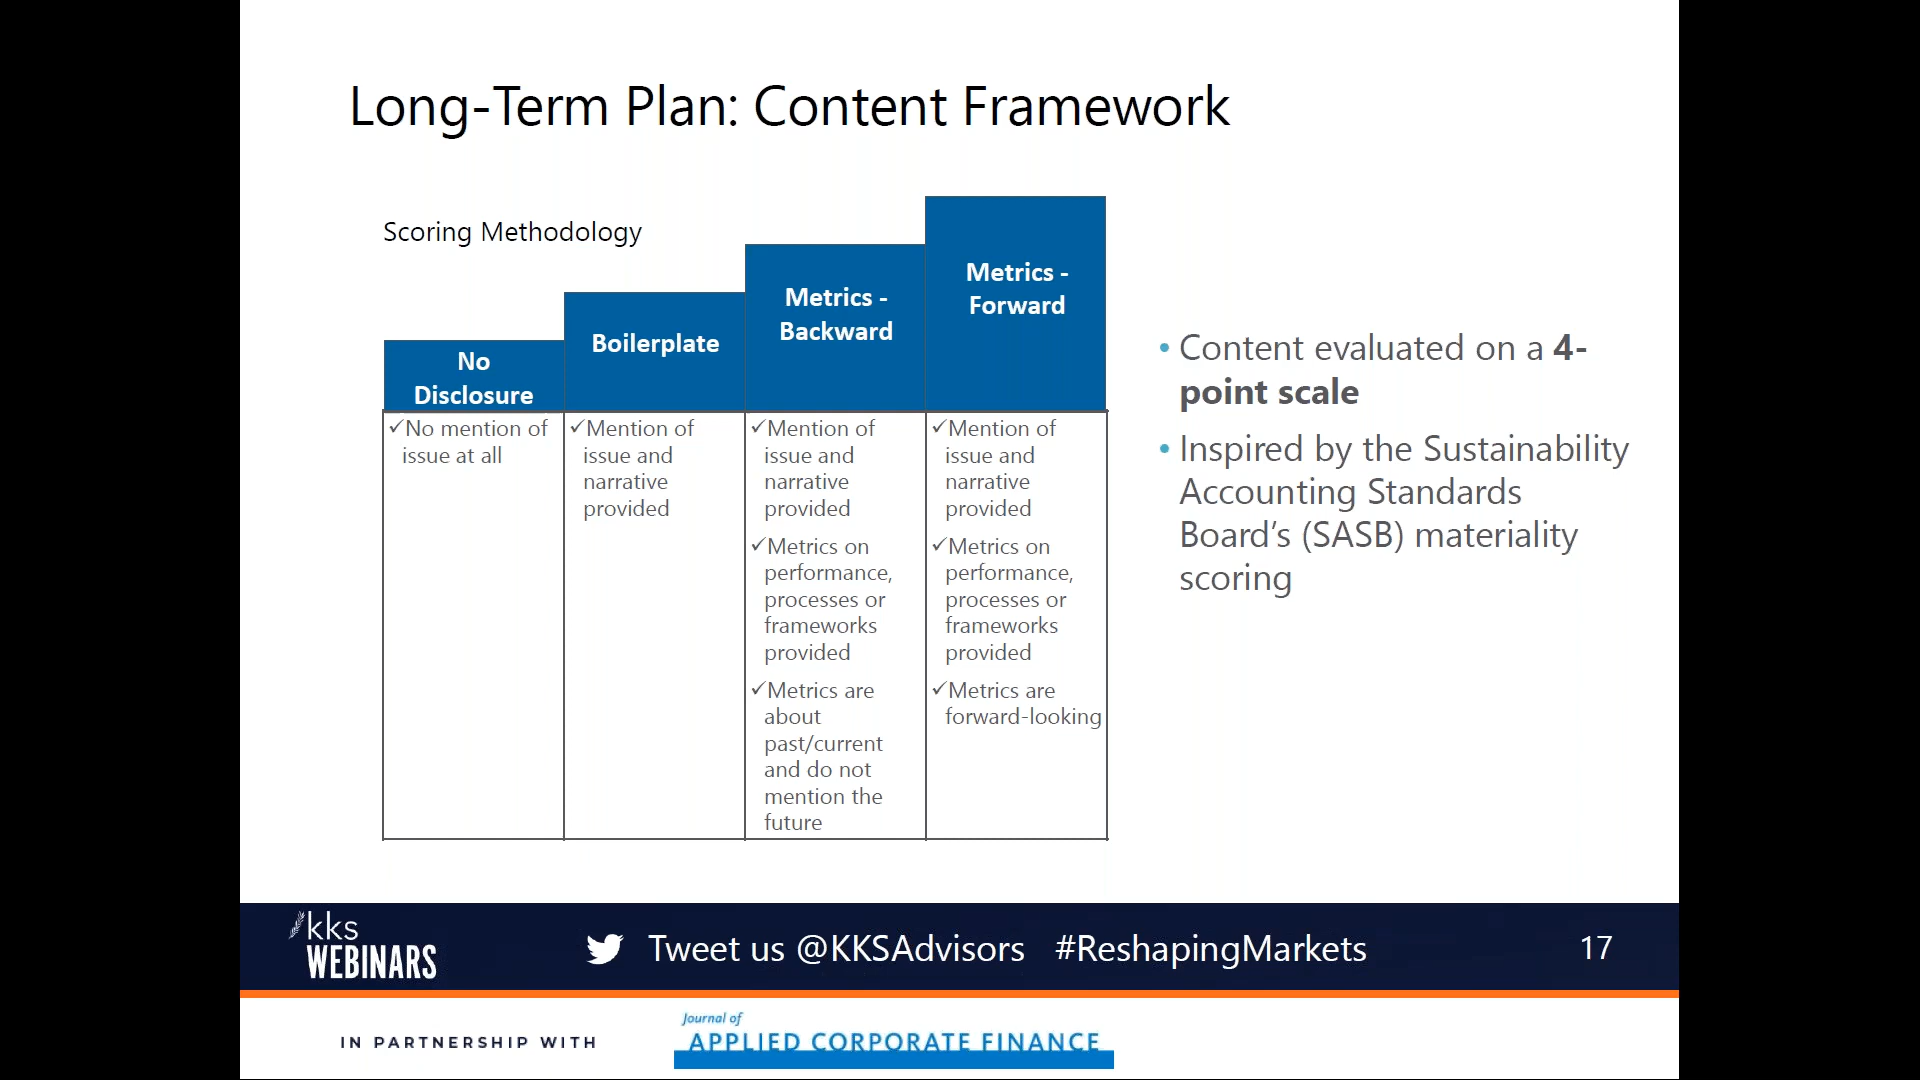 Long-Term Plan: Content Framework
Scoring Methodology
No
Disclosure
✓No mention of
issue at all
Boilerplate
✓Mention of
issue and
narrative
provided
Metrics -
Backward
✓Mention of
issue and
narrative
provided
✓Metrics on
performance,
processes or
frameworks
provided
✓Metrics are
about
past/current
and do not
mention the
future
Metrics -
Forward
✓Mention of
issue and
narrative
provided
✓Metrics on
performance,
processes or
frameworks
provided
✓Metrics are
forward-looking
• Content evaluated on a 4-
point scale
• Inspired by the Sustainability
Accounting Standards
Board's (SASB) materiality
scoring
kks
WEBINARS
Tweet us @KKSAdvisors #ReshapingMarkets
17
IN PARTNERSHIP WITH
Journal of
APPLIED CORPORATE FINANCE